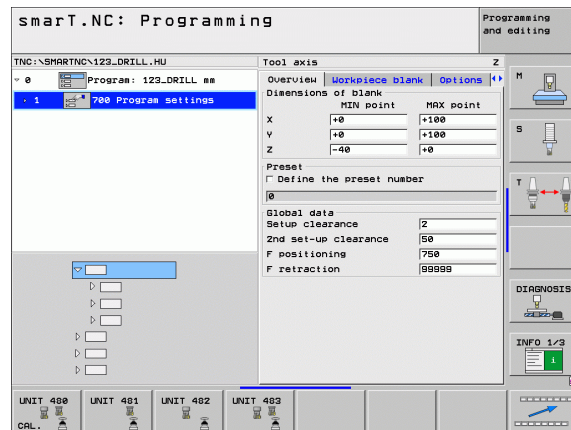 smarT.NC: Programming
Programming
and editing
TNC:\SMARTNC\123_DRILL.HU
0 Program: 123_DRILL mm
1 700 Program settings
Tool axis Z
Overview Workpiece blank Options
Dimensions of blank
MIN point MAX point
X +0 +100
Y +0 +100
Z -40 +0
Preset
Define the preset number
0
Global data
Setup clearance 2
2nd set-up clearance 50
F positioning 750
F retraction 99999
M
S
T
DIAGNOSIS
INFO 1/3
i
UNIT 480
CAL.
UNIT 481
UNIT 482
UNIT 483